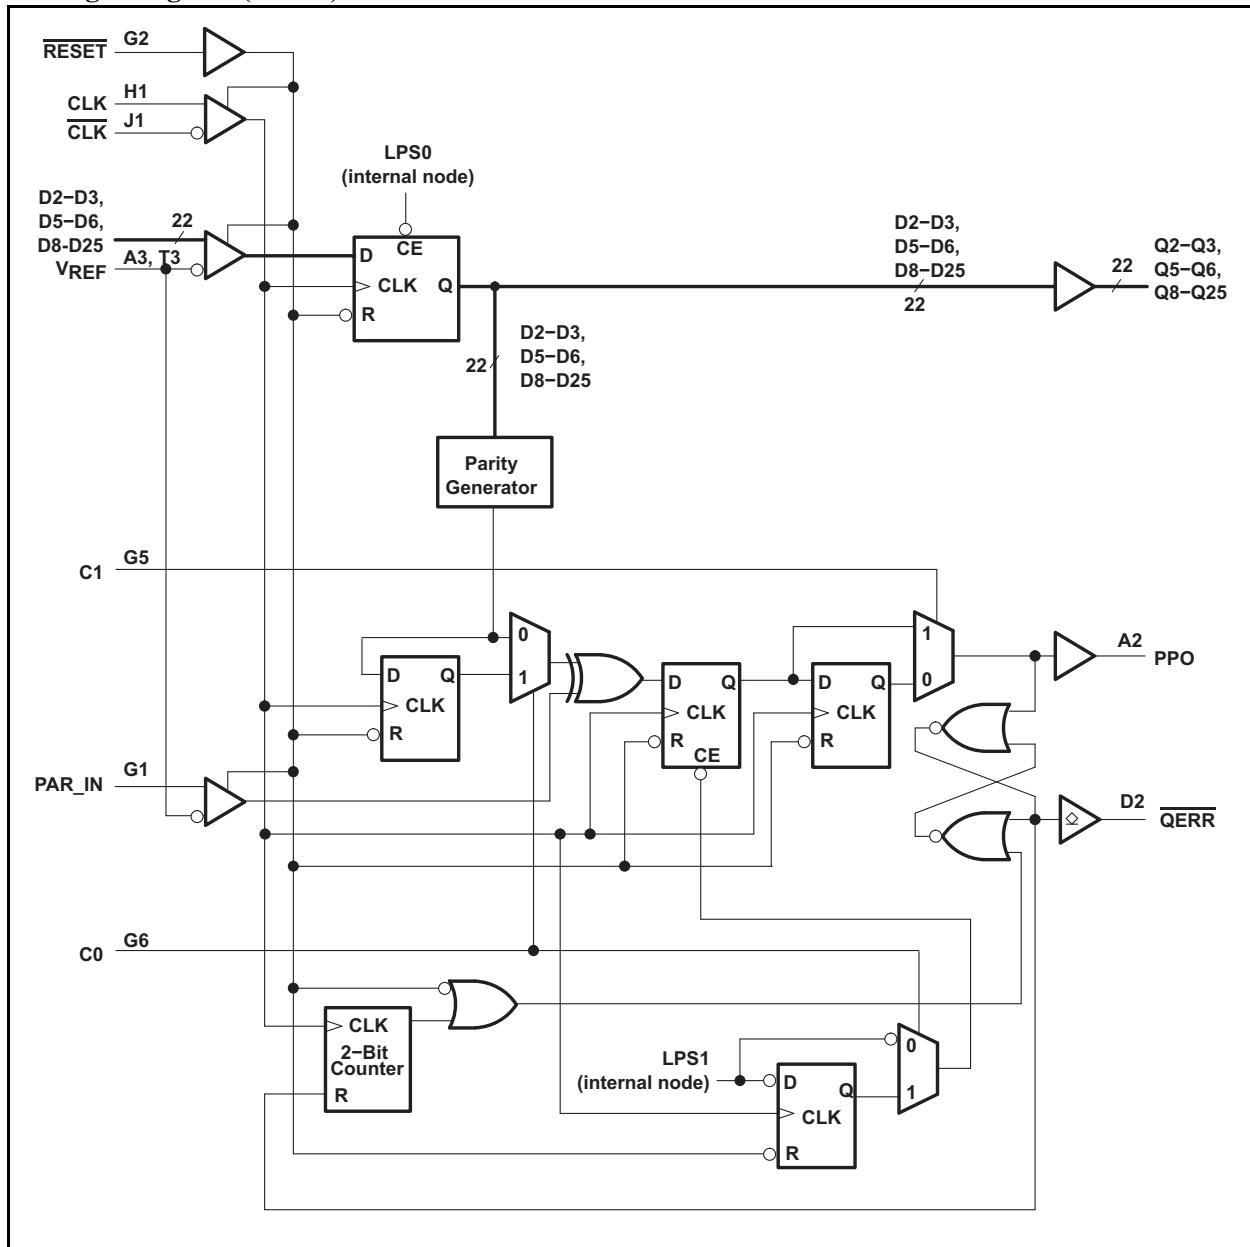 RESET G2
CLK H1
CLK J1
LPS0
(internal node)
D2−D3,
D5−D6,
D8-D25
22
VREF A3, T3
D CE
CLK Q
R
D2−D3,
D5−D6,
D8−D25
22
22
Q2−Q3,
Q5−Q6,
Q8−Q25
22
D2−D3,
D5−D6,
D8−D25
Parity
Generator
C1 G5
0
1
D Q
CLK
R
D Q
CLK
R
CE
D Q
CLK
R
1
0
A2 PPO
PAR_IN G1
D2 QERR
C0 G6
CLK
2−Bit
Counter
R
LPS1
(internal node)
D Q
CLK
R
0
1